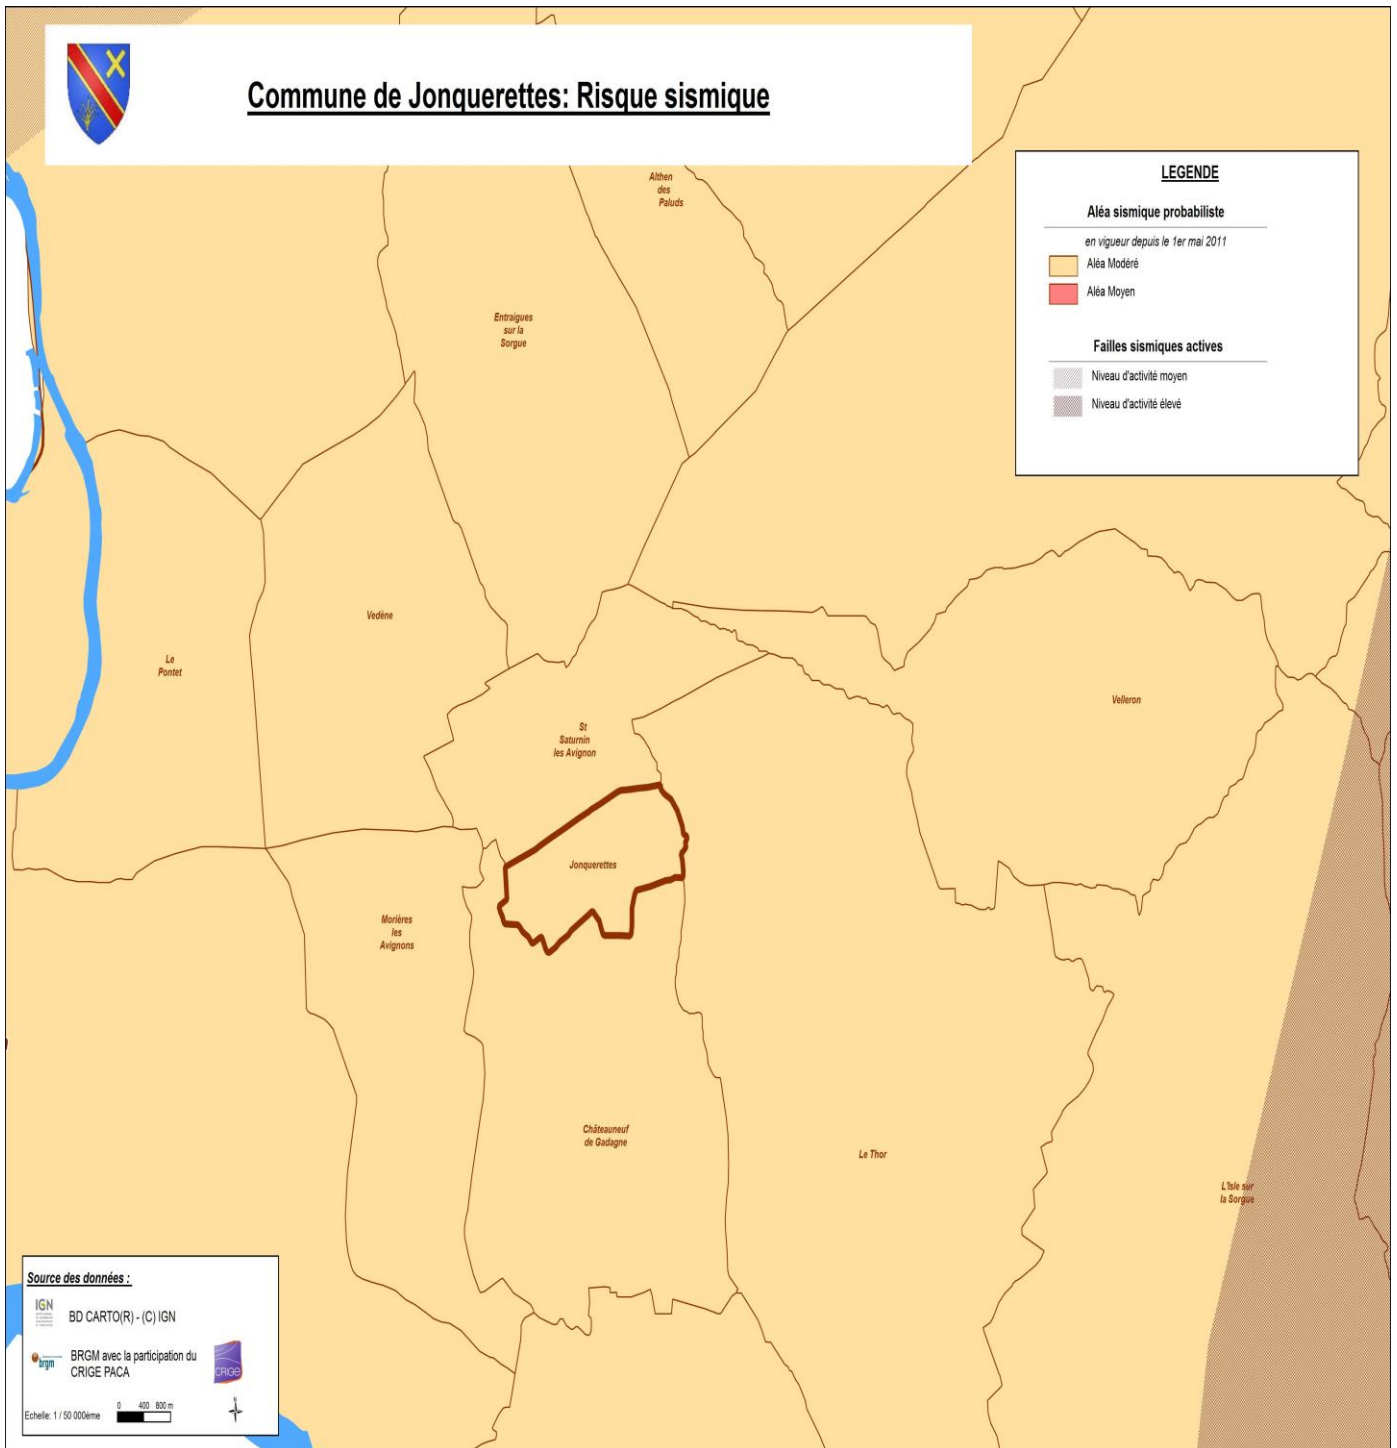 Commune de Jonquerettes: Risque sismique
LEGENDE
Aléa sismique probabiliste
en vigueur depuis le 1er mai 2011
Aléa Modéré
Aléa Moyen
Failles sismiques actives
Niveau d'activité moyen
Niveau d'activité élevé
Althen
des
Paluds
Entraigues
sur la
Sorgue
Vedène
Le
Pontet
Velleron
St
Saturnin
les Avignon
Jonquerettes
Morières
les
Avignons
Châteauneuf
de Gadagne
Le Thor
L'Isle sur
la Sorgue
Source des données :
IGN
BD CARTO(R) - (C) IGN
brgm
BRGM avec la participation du
CRIGE PACA
CRIGE
Echelle: 1 / 50 000ème
0 400 800 m
N